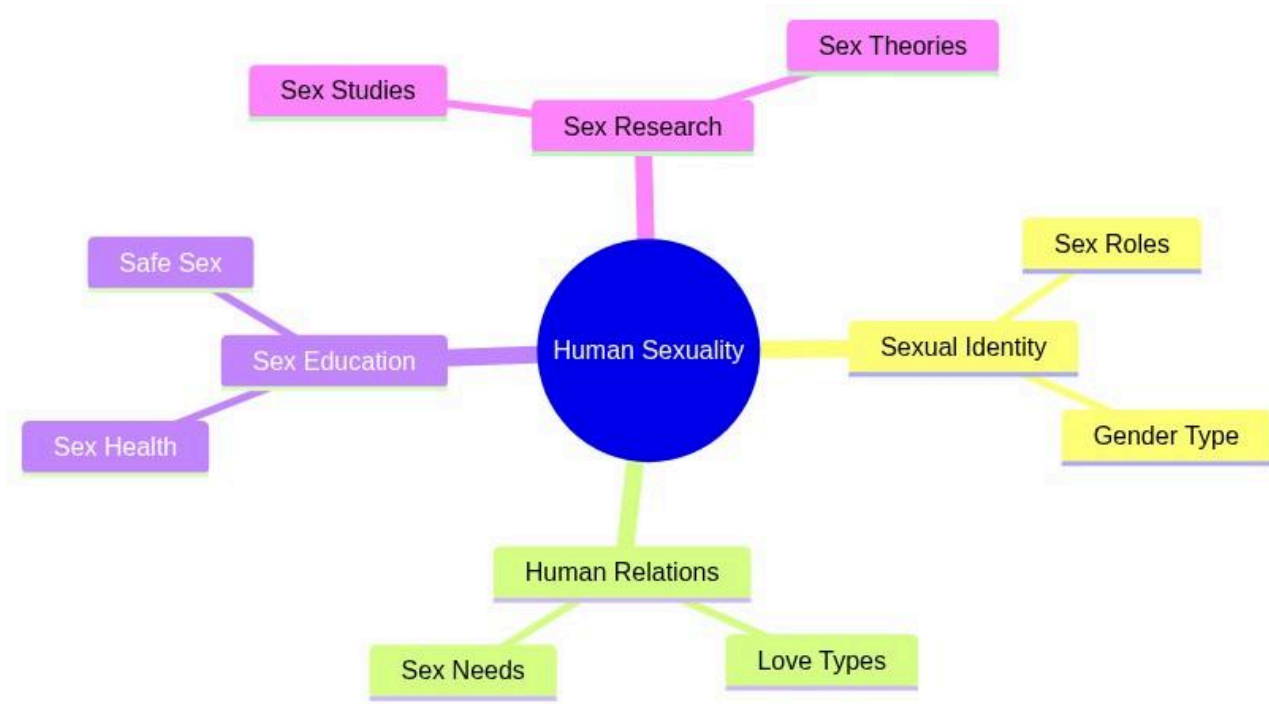 Sex Theories
Sex Studies
Sex Research
Sex Roles
Safe Sex
Human Sexuality
Sexual Identity
Sex Education
Gender Type
Sex Health
Human Relations
Love Types
Sex Needs